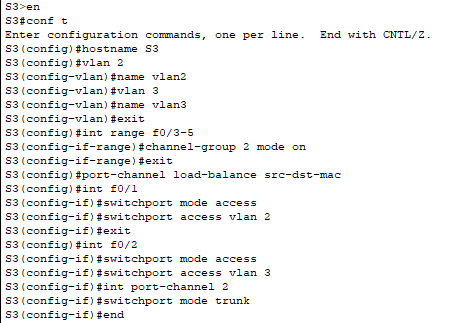 S3>en
S3#conf t
Enter configuration commands, one per line.  End with CNTL/Z.
S3(config)#hostname S3
S3(config)#vlan 2
S3(config-vlan)#name vlan2
S3(config-vlan)#vlan 3
S3(config-vlan)#name vlan3
S3(config-vlan)#exit
S3(config)#int range f0/3-5
S3(config-if-range)#channel-group 2 mode on
S3(config-if-range)#exit
S3(config)#port-channel load-balance src-dst-mac
S3(config)#int f0/1
S3(config-if)#switchport mode access
S3(config-if)#switchport access vlan 2
S3(config-if)#exit
S3(config)#int f0/2
S3(config-if)#switchport mode access
S3(config-if)#switchport access vlan 3
S3(config-if)#int port-channel 2
S3(config-if)#switchport mode trunk
S3(config-if)#end